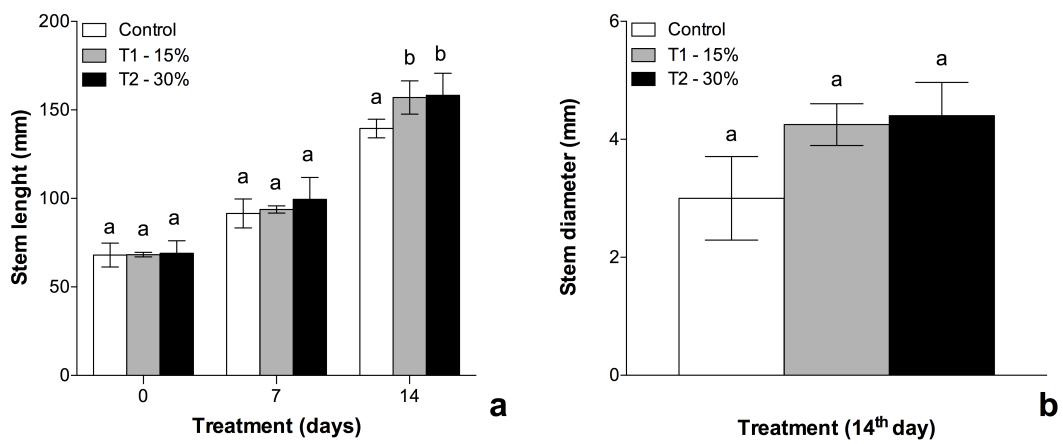 200
150
100
50
0
Stem lenght (mm)
Control
T1 - 15%
T2 - 30%
a a a
a a a
a b b
0 7 14
Treatment (days)
a
6
4
2
0
Stem diameter (mm)
Control
T1 - 15%
T2 - 30%
a a a
Treatment (14th day)
b